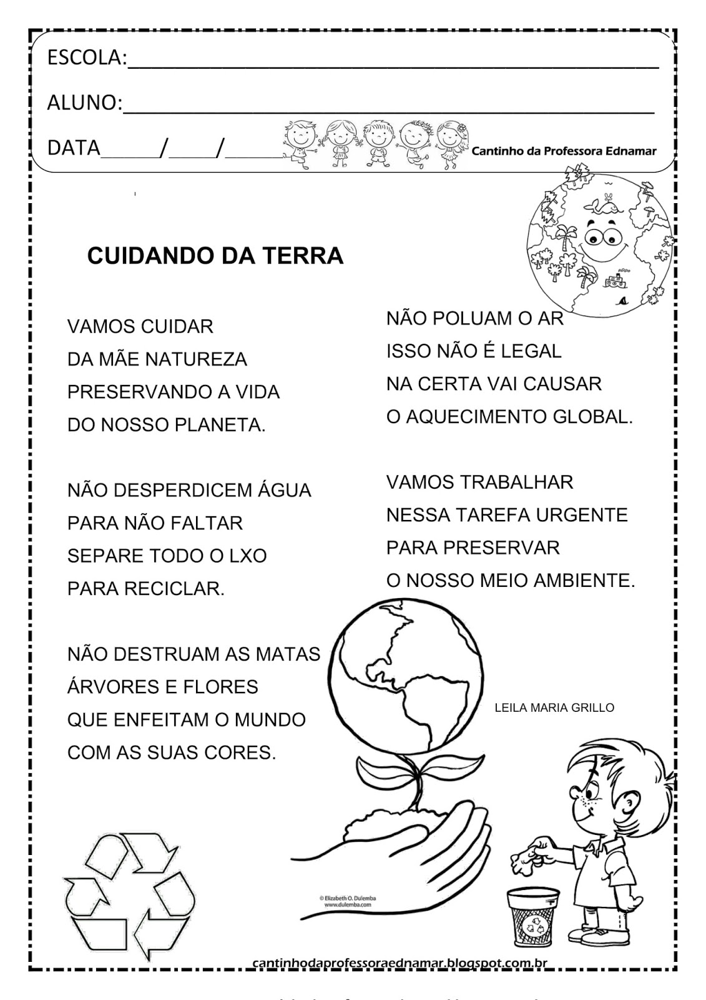 ESCOLA:
ALUNO:
DATA / /
Cantinho da Professora Ednamar
CUIDANDO DA TERRA
VAMOS CUIDAR
DA MÃE NATUREZA
PRESERVANDO A VIDA
DO NOSSO PLANETA.
NÃO DESPERDICEM ÁGUA
PARA NÃO FALTAR
SEPARE TODO O LXO
PARA RECICLAR.
NÃO DESTRUAM AS MATAS
ÁRVORES E FLORES
QUE ENFEITAM O MUNDO
COM AS SUAS CORES.
NÃO POLUAM O AR
ISSO NÃO É LEGAL
NA CERTA VAI CAUSAR
O AQUECIMENTO GLOBAL.
VAMOS TRABALHAR
NESSA TAREFA URGENTE
PARA PRESERVAR
O NOSSO MEIO AMBIENTE.
LEILA MARIA GRILLO
© Elizabeth O. Dulemba
www.dulemba.com
cantinhodaprofessoraednamar.blogspot.com.br